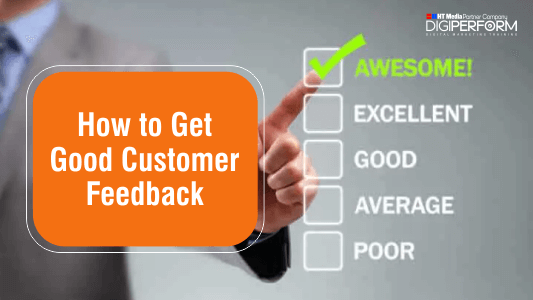 HT Media Partner Company
DIGIPERFORM
DIGITAL MARKETING TRAINING
How to Get
Good Customer
Feedback
AWESOME!
EXCELLENT
GOOD
AVERAGE
POOR